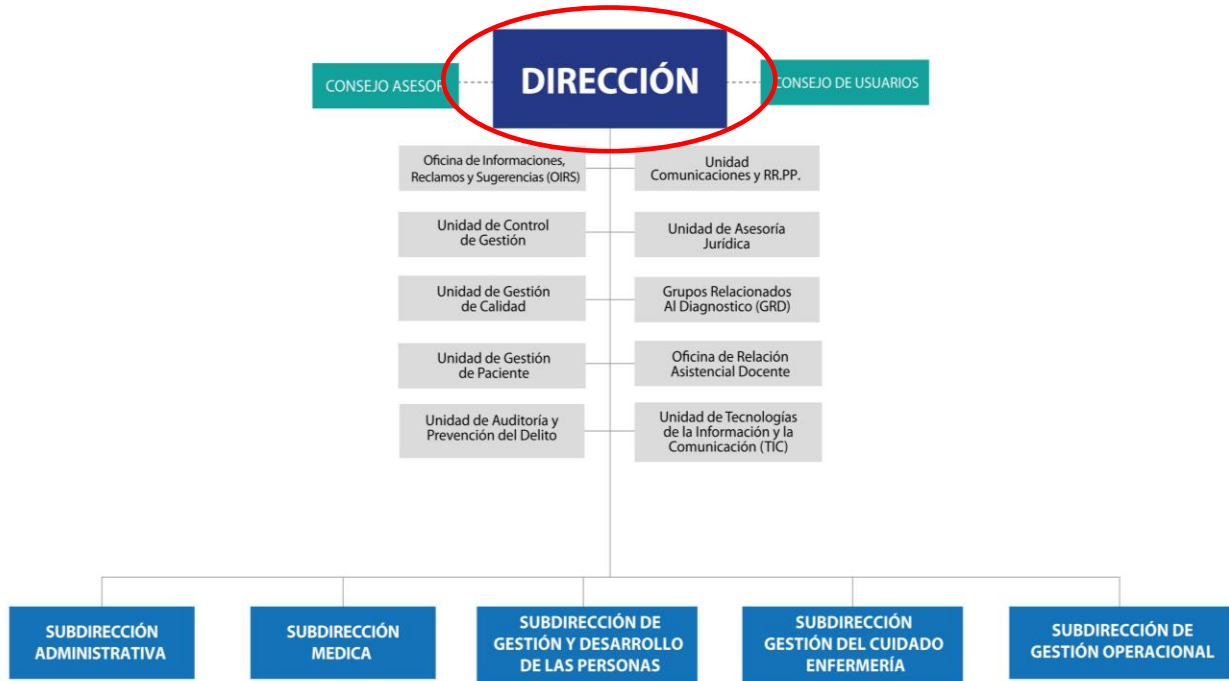 DIRECCIÓN
CONSEJO ASESOR
CONSEJO DE USUARIOS
Oficina de Informaciones,
Reclamos y Sugerencias (OIRS)
Unidad
Comunicaciones y RR.PP.
Unidad de Control
de Gestión
Unidad de Asesoría
Jurídica
Unidad de Gestión
de Calidad
Grupos Relacionados
Al Diagnostico (GRD)
Unidad de Gestión
de Paciente
Oficina de Relación
Asistencial Docente
Unidad de Auditoría y
Prevención del Delito
Unidad de Tecnologías
de la Información y la
Comunicación (TIC)
SUBDIRECCIÓN
ADMINISTRATIVA
SUBDIRECCIÓN
MEDICA
SUBDIRECCIÓN DE
GESTIÓN Y DESARROLLO
DE LAS PERSONAS
SUBDIRECCIÓN
GESTIÓN DEL CUIDADO
ENFERMERÍA
SUBDIRECCIÓN DE
GESTIÓN OPERACIONAL